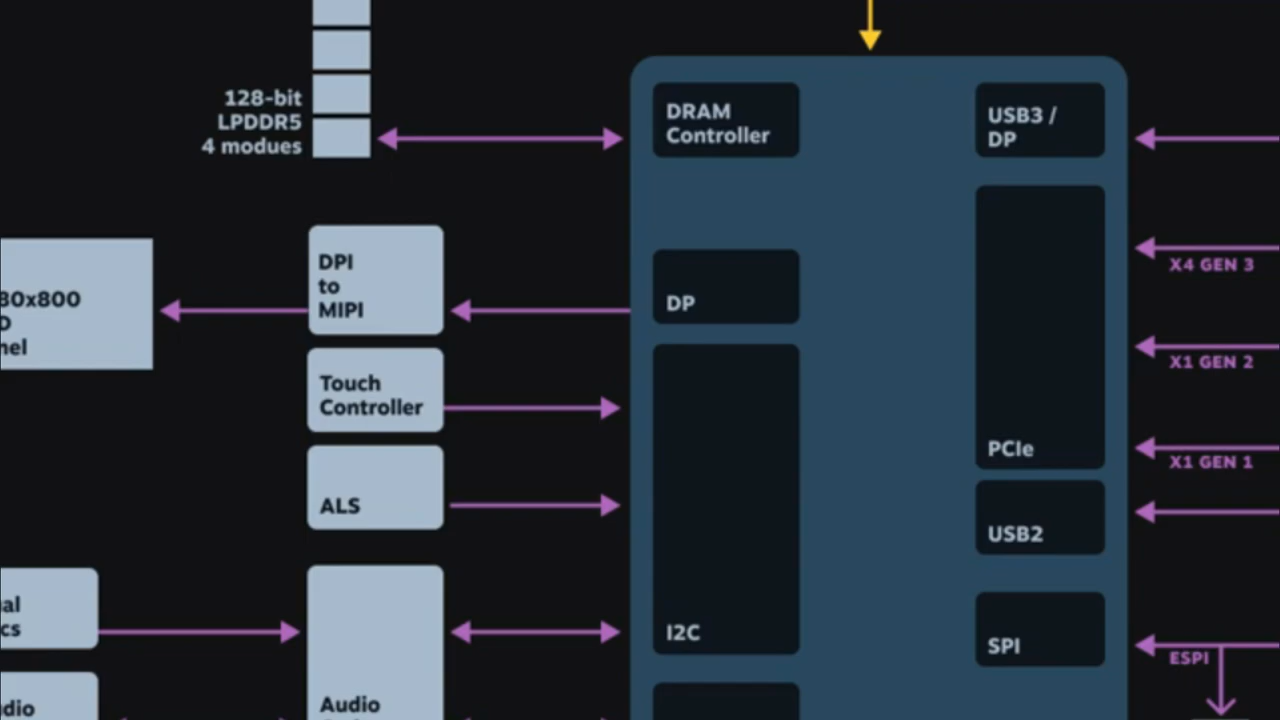 128-bit
LPDDR5
4 modues
DRAM
Controller
USB3 /
DP
DPI
to
MIPI
80x800
DP
X4 GEN 3
X1 GEN 2
Touch
Controller
PCIe
X1 GEN 1
ALS
USB2
I2C
SPI
ESPI
Audio